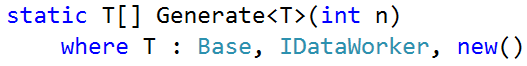 static T[] Generate<T>(int n)
    where T : Base, IDataWorker, new()